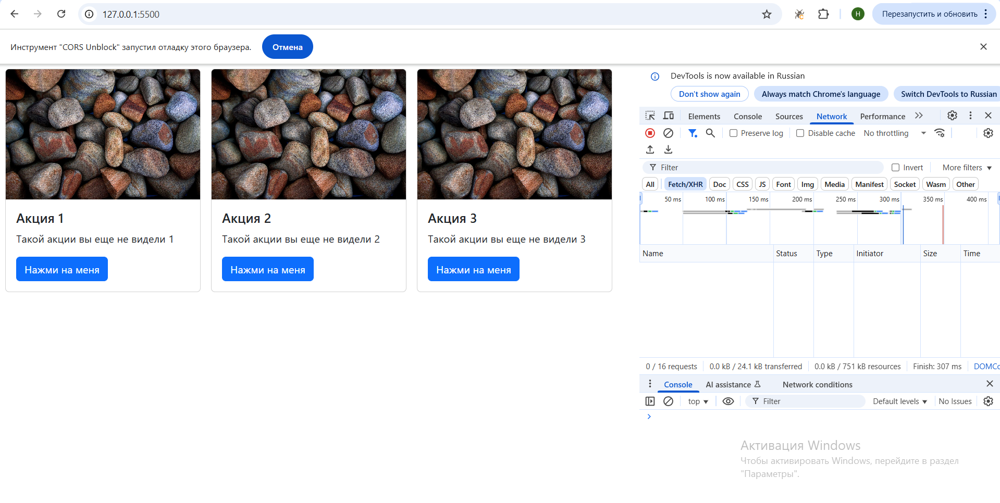 127.0.0.1:5500
H
Перезапустить и обновить
Инструмент "CORS Unblock" запустил отладку этого браузера.
Отмена
Акция 1
Такой акции вы еще не видели 1
Нажми на меня
Акция 2
Такой акции вы еще не видели 2
Нажми на меня
Акция 3
Такой акции вы еще не видели 3
Нажми на меня
DevTools is now available in Russian
Don't show again
Always match Chrome's language
Switch DevTools to Russian
Elements Console Sources Network Performance
Preserve log Disable cache No throttling
Filter Invert More filters
All Fetch/XHR Doc CSS JS Font Img Media Manifest Socket Wasm Other
50 ms 100 ms 150 ms 200 ms 250 ms 300 ms 350 ms 400 ms
Name Status Type Initiator Size Time
0 / 16 requests 0.0 kB / 24.1 kB transferred 0.0 kB / 751 kB resources Finish: 307 ms DOMCo
Console AI assistance Network conditions
top Filter Default levels No Issues
Активация Windows
Чтобы активировать Windows, перейдите в раздел
"Параметры".